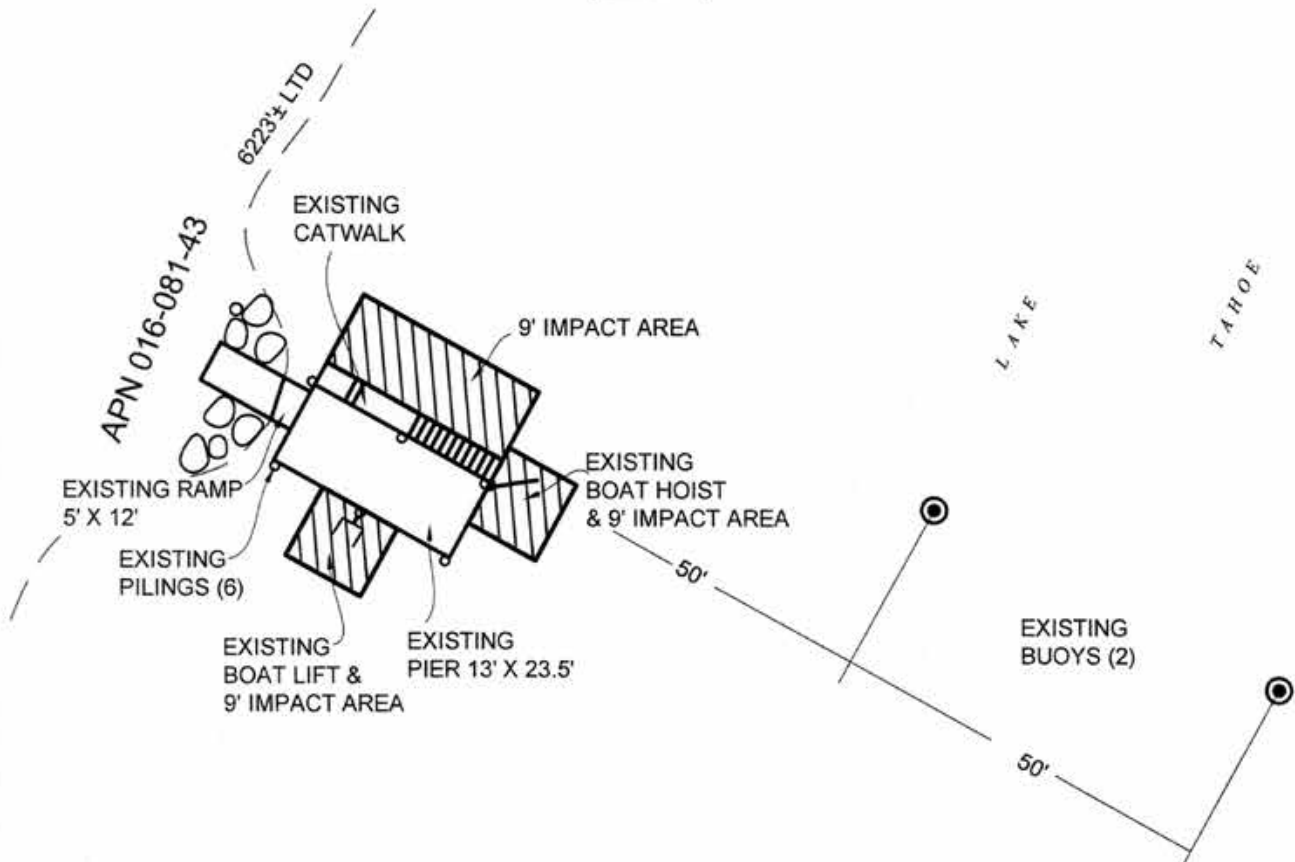 6223'± LTD
APN 016-081-43
EXISTING
CATWALK
9' IMPACT AREA
LAKE
TAHOE
EXISTING
BOAT HOIST
& 9' IMPACT AREA
EXISTING RAMP
5' X 12'
EXISTING
PILINGS (6)
EXISTING
BOAT LIFT &
9' IMPACT AREA
EXISTING
PIER 13' X 23.5'
50'
EXISTING
BUOYS (2)
50'